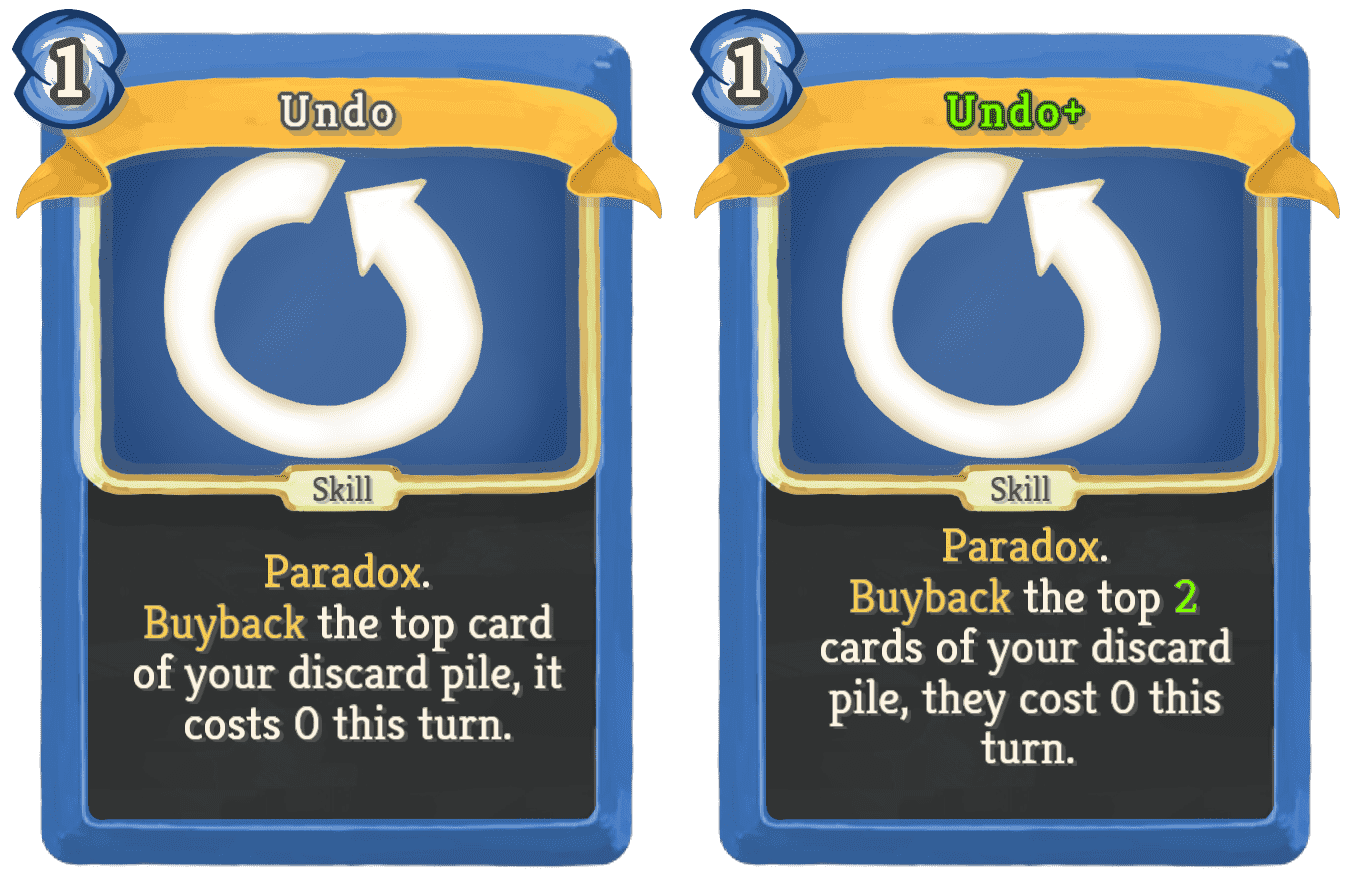 1
Undo
Skill
Paradox.
Buyback the top card
of your discard pile, it
costs 0 this turn.
1
Undo+
Skill
Paradox.
Buyback the top 2
cards of your discard
pile, they cost 0 this
turn.